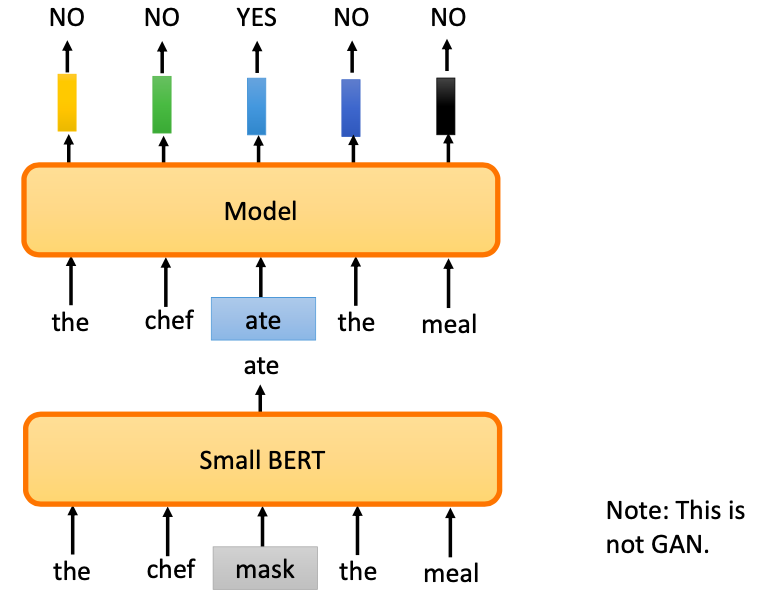 NO NO YES NO NO
Model
the chef ate the meal
ate
Small BERT
the chef mask the meal
Note: This is
not GAN.